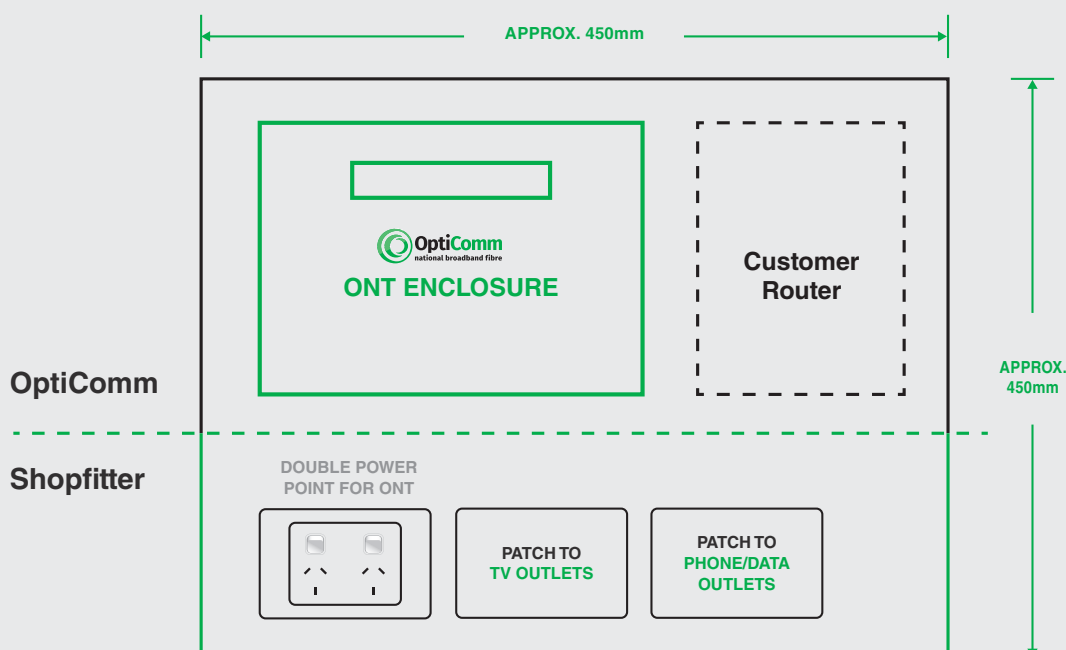 APPROX. 450mm
OptiComm
national broadband fibre
ONT ENCLOSURE
Customer
Router
OptiComm
APPROX.
450mm
Shopfitter
DOUBLE POWER
POINT FOR ONT
PATCH TO
TV OUTLETS
PATCH TO
PHONE/DATA
OUTLETS